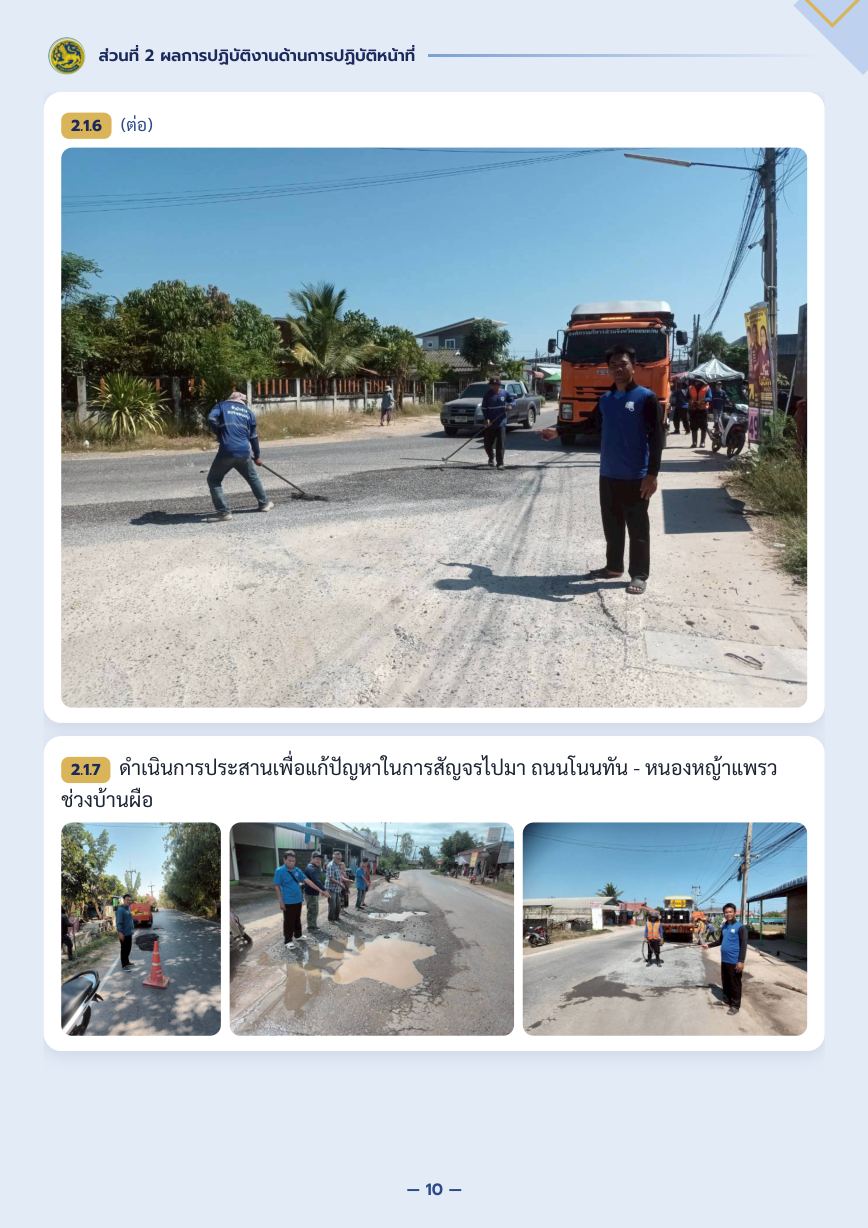 ส่วนที่ 2 ผลการปฏิบัติงานด้านการปฏิบัติหน้าที่
2.1.6 (ต่อ)
2.1.7 ดำเนินการประสานเพื่อแก้ปัญหาในการสัญจรไปมา ถนนโนนทัน - หนองหญ้าแพรว
ช่วงบ้านผือ
— 10 —